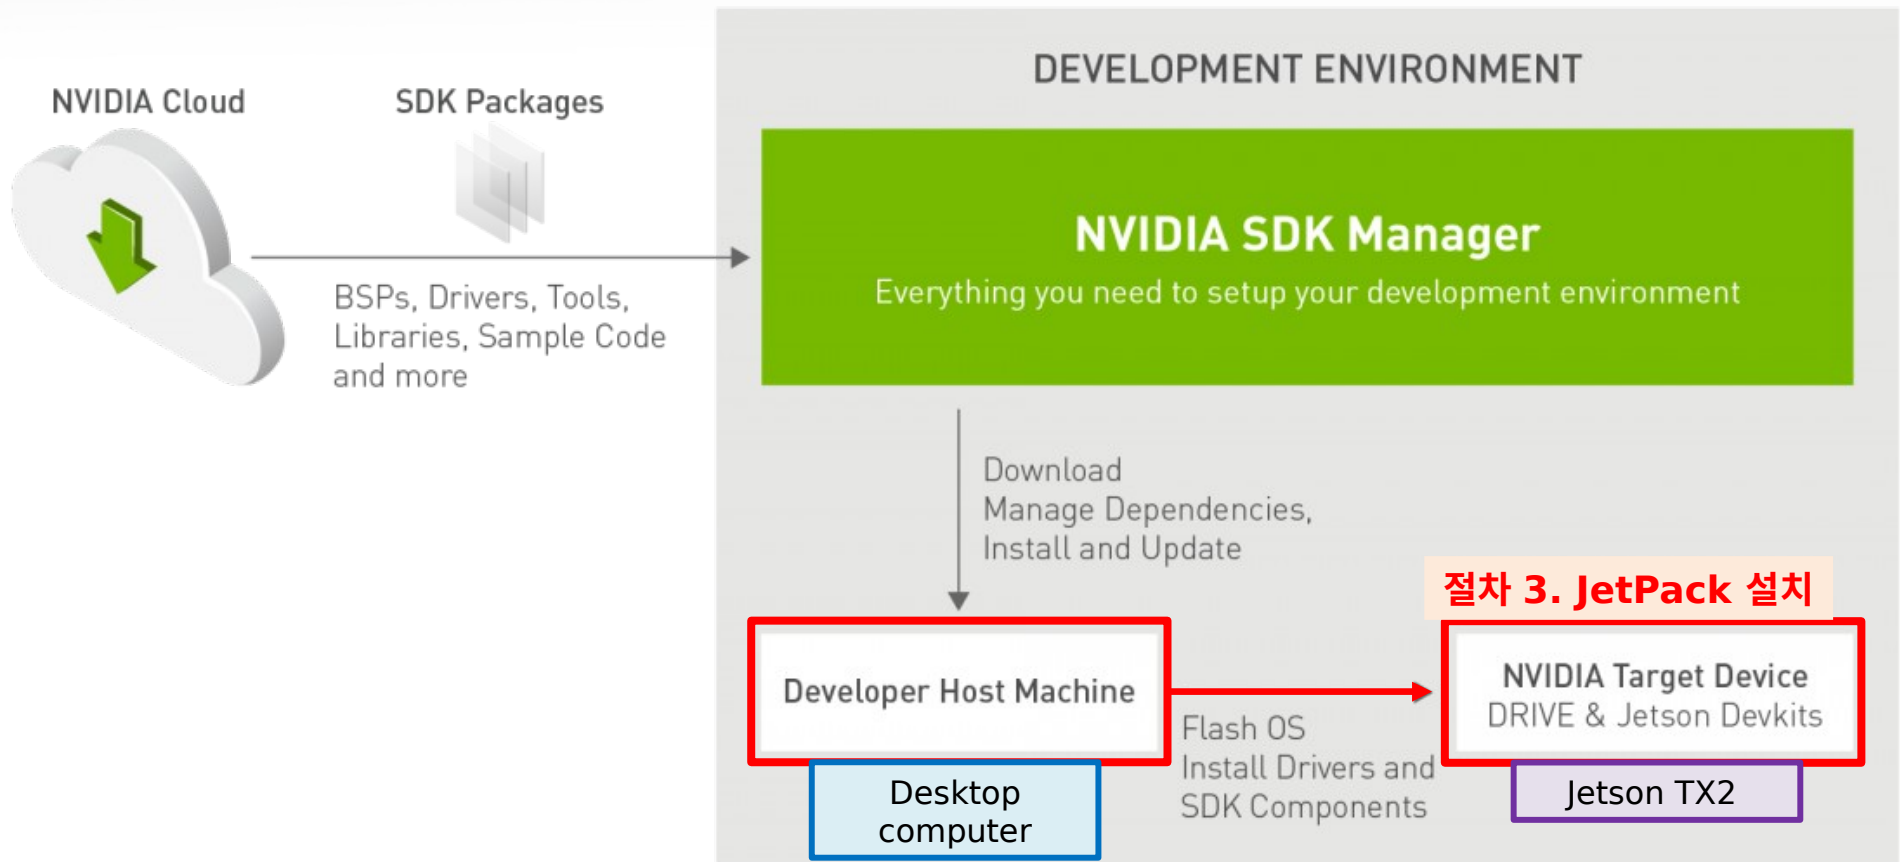 DEVELOPMENT ENVIRONMENT
NVIDIA Cloud
SDK Packages
BSPs, Drivers, Tools,
Libraries, Sample Code
and more
NVIDIA SDK Manager
Everything you need to setup your development environment
Download
Manage Dependencies,
Install and Update
절차 3. JetPack 설치
Developer Host Machine
Desktop
computer
Flash OS
Install Drivers and
SDK Components
NVIDIA Target Device
DRIVE & Jetson Devkits
Jetson TX2